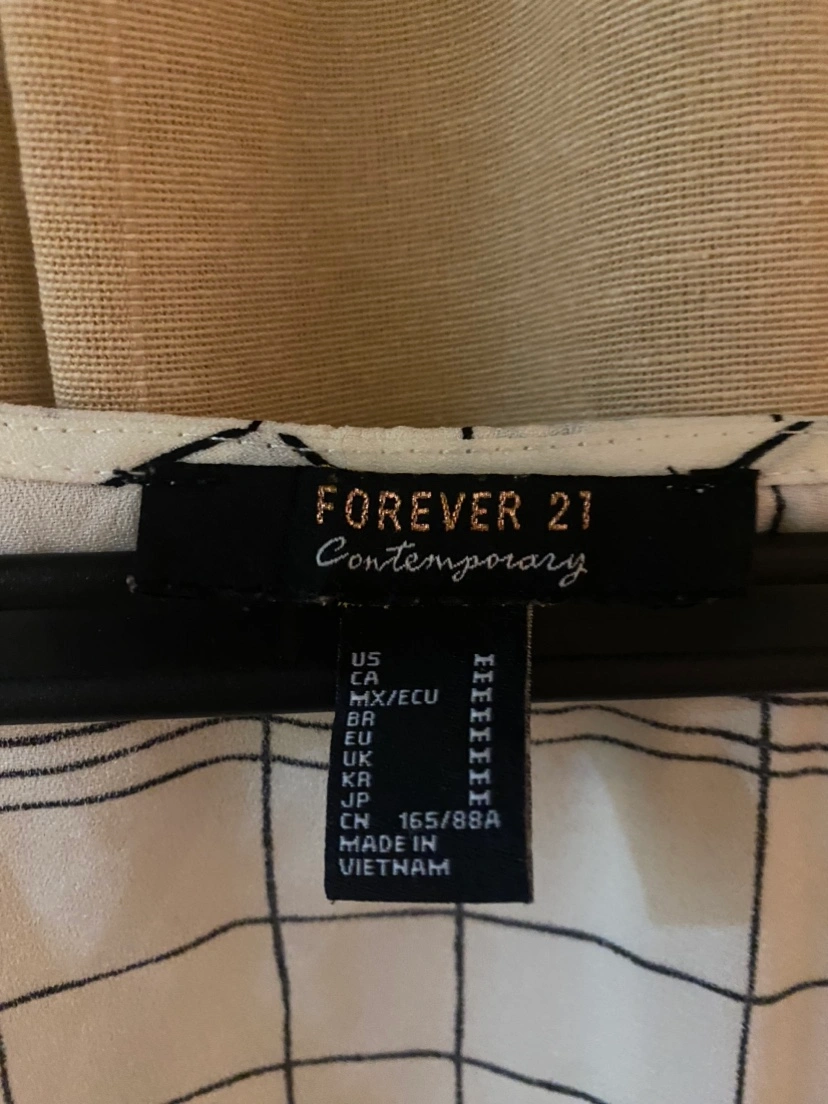 FOREVER 21
Contemporary
US M
CA M
MX/ECU M
BR M
EU M
UK M
KR M
JP M
CN 165/88A
MADE IN
VIETNAM